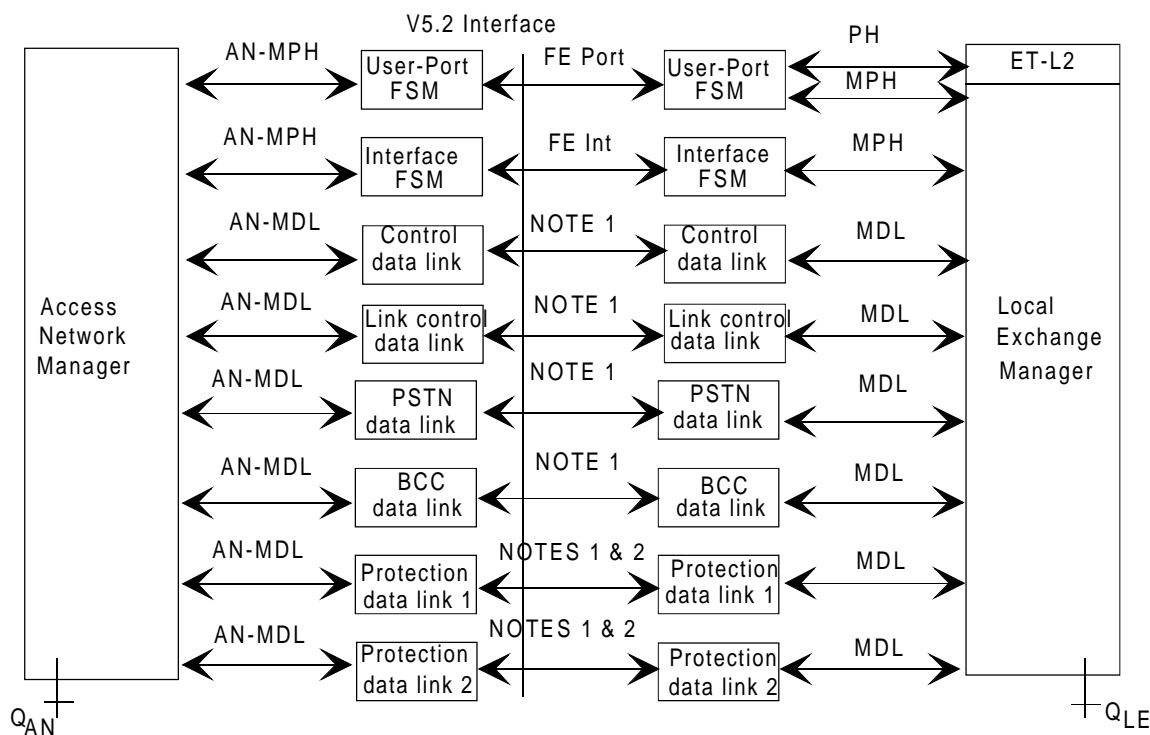 V5.2 Interface
AN-MPH
User-Port
FSM
FE Port
User-Port
FSM
PH
MPH
ET-L2
AN-MPH
Interface
FSM
FE Int
Interface
FSM
MPH
AN-MDL
Control
data link
NOTE 1
Control
data link
MDL
Access
Network
Manager
AN-MDL
Link control
data link
NOTE 1
Link control
data link
MDL
Local
Exchange
Manager
AN-MDL
PSTN
data link
NOTE 1
PSTN
data link
MDL
AN-MDL
BCC
data link
NOTE 1
BCC
data link
MDL
AN-MDL
Protection
data link 1
NOTES 1 & 2
Protection
data link 1
MDL
AN-MDL
Protection
data link 2
NOTES 1 & 2
Protection
data link 2
MDL
QAN
QLE